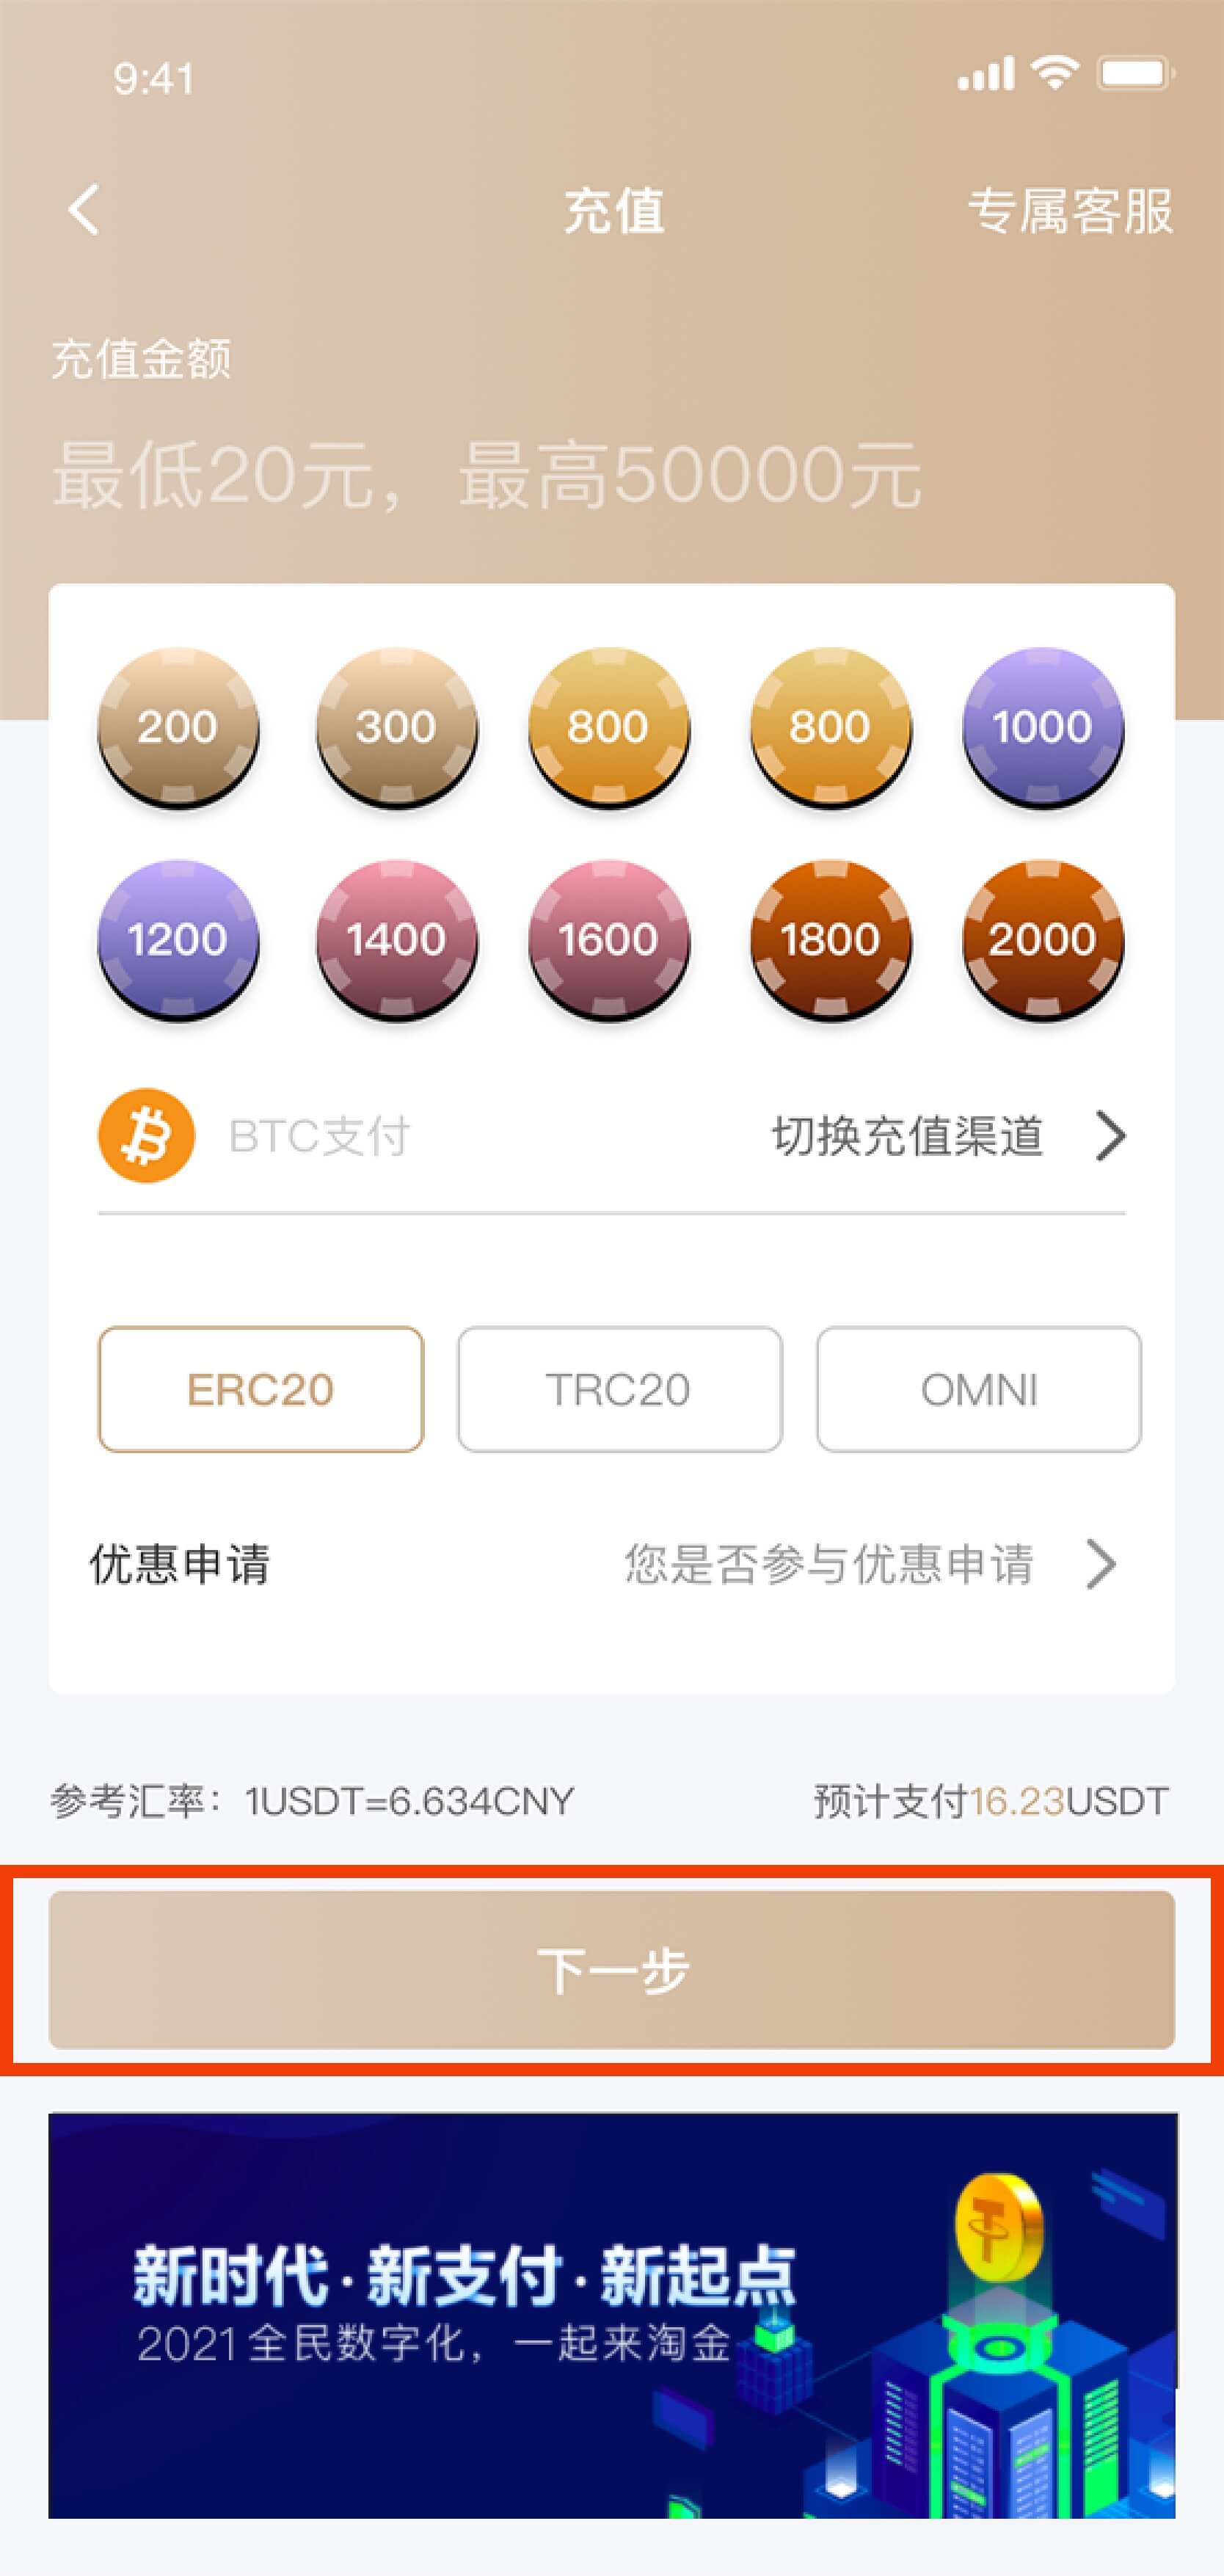 9:41
充值
专属客服
充值金额
最低20元，最高50000元
200 300 800 800 1000
1200 1400 1600 1800 2000
BTC支付 切换充值渠道
ERC20 TRC20 OMNI
优惠申请 您是否参与优惠申请
参考汇率：1USDT=6.634CNY 预计支付16.23USDT
下一步
新时代·新支付·新起点
2021全民数字化，一起来淘金